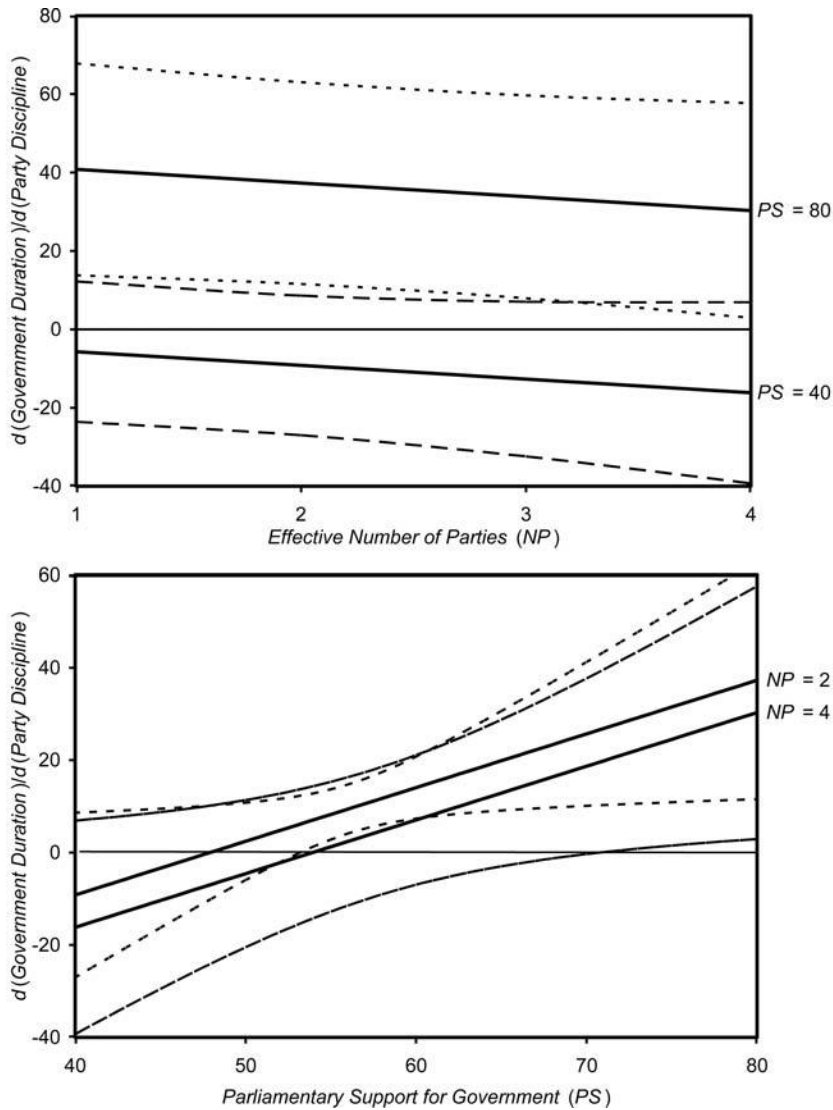 80
60
40
20
0
-20
-40
d(Government Duration)/d(Party Discipline)
PS = 80
PS = 40
1 2 3 4
Effective Number of Parties (NP)
60
40
20
0
-20
-40
d(Government Duration)/d(Party Discipline)
NP = 2
NP = 4
40 50 60 70 80
Parliamentary Support for Government (PS)